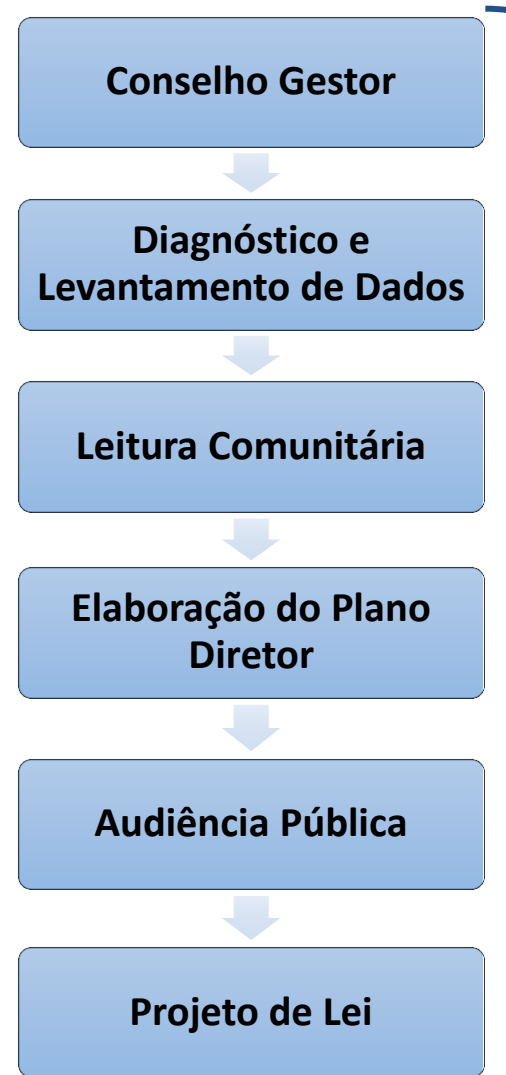 Conselho Gestor
Diagnóstico e
Levantamento de Dados
Leitura Comunitária
Elaboração do Plano
Diretor
Audiência Pública
Projeto de Lei